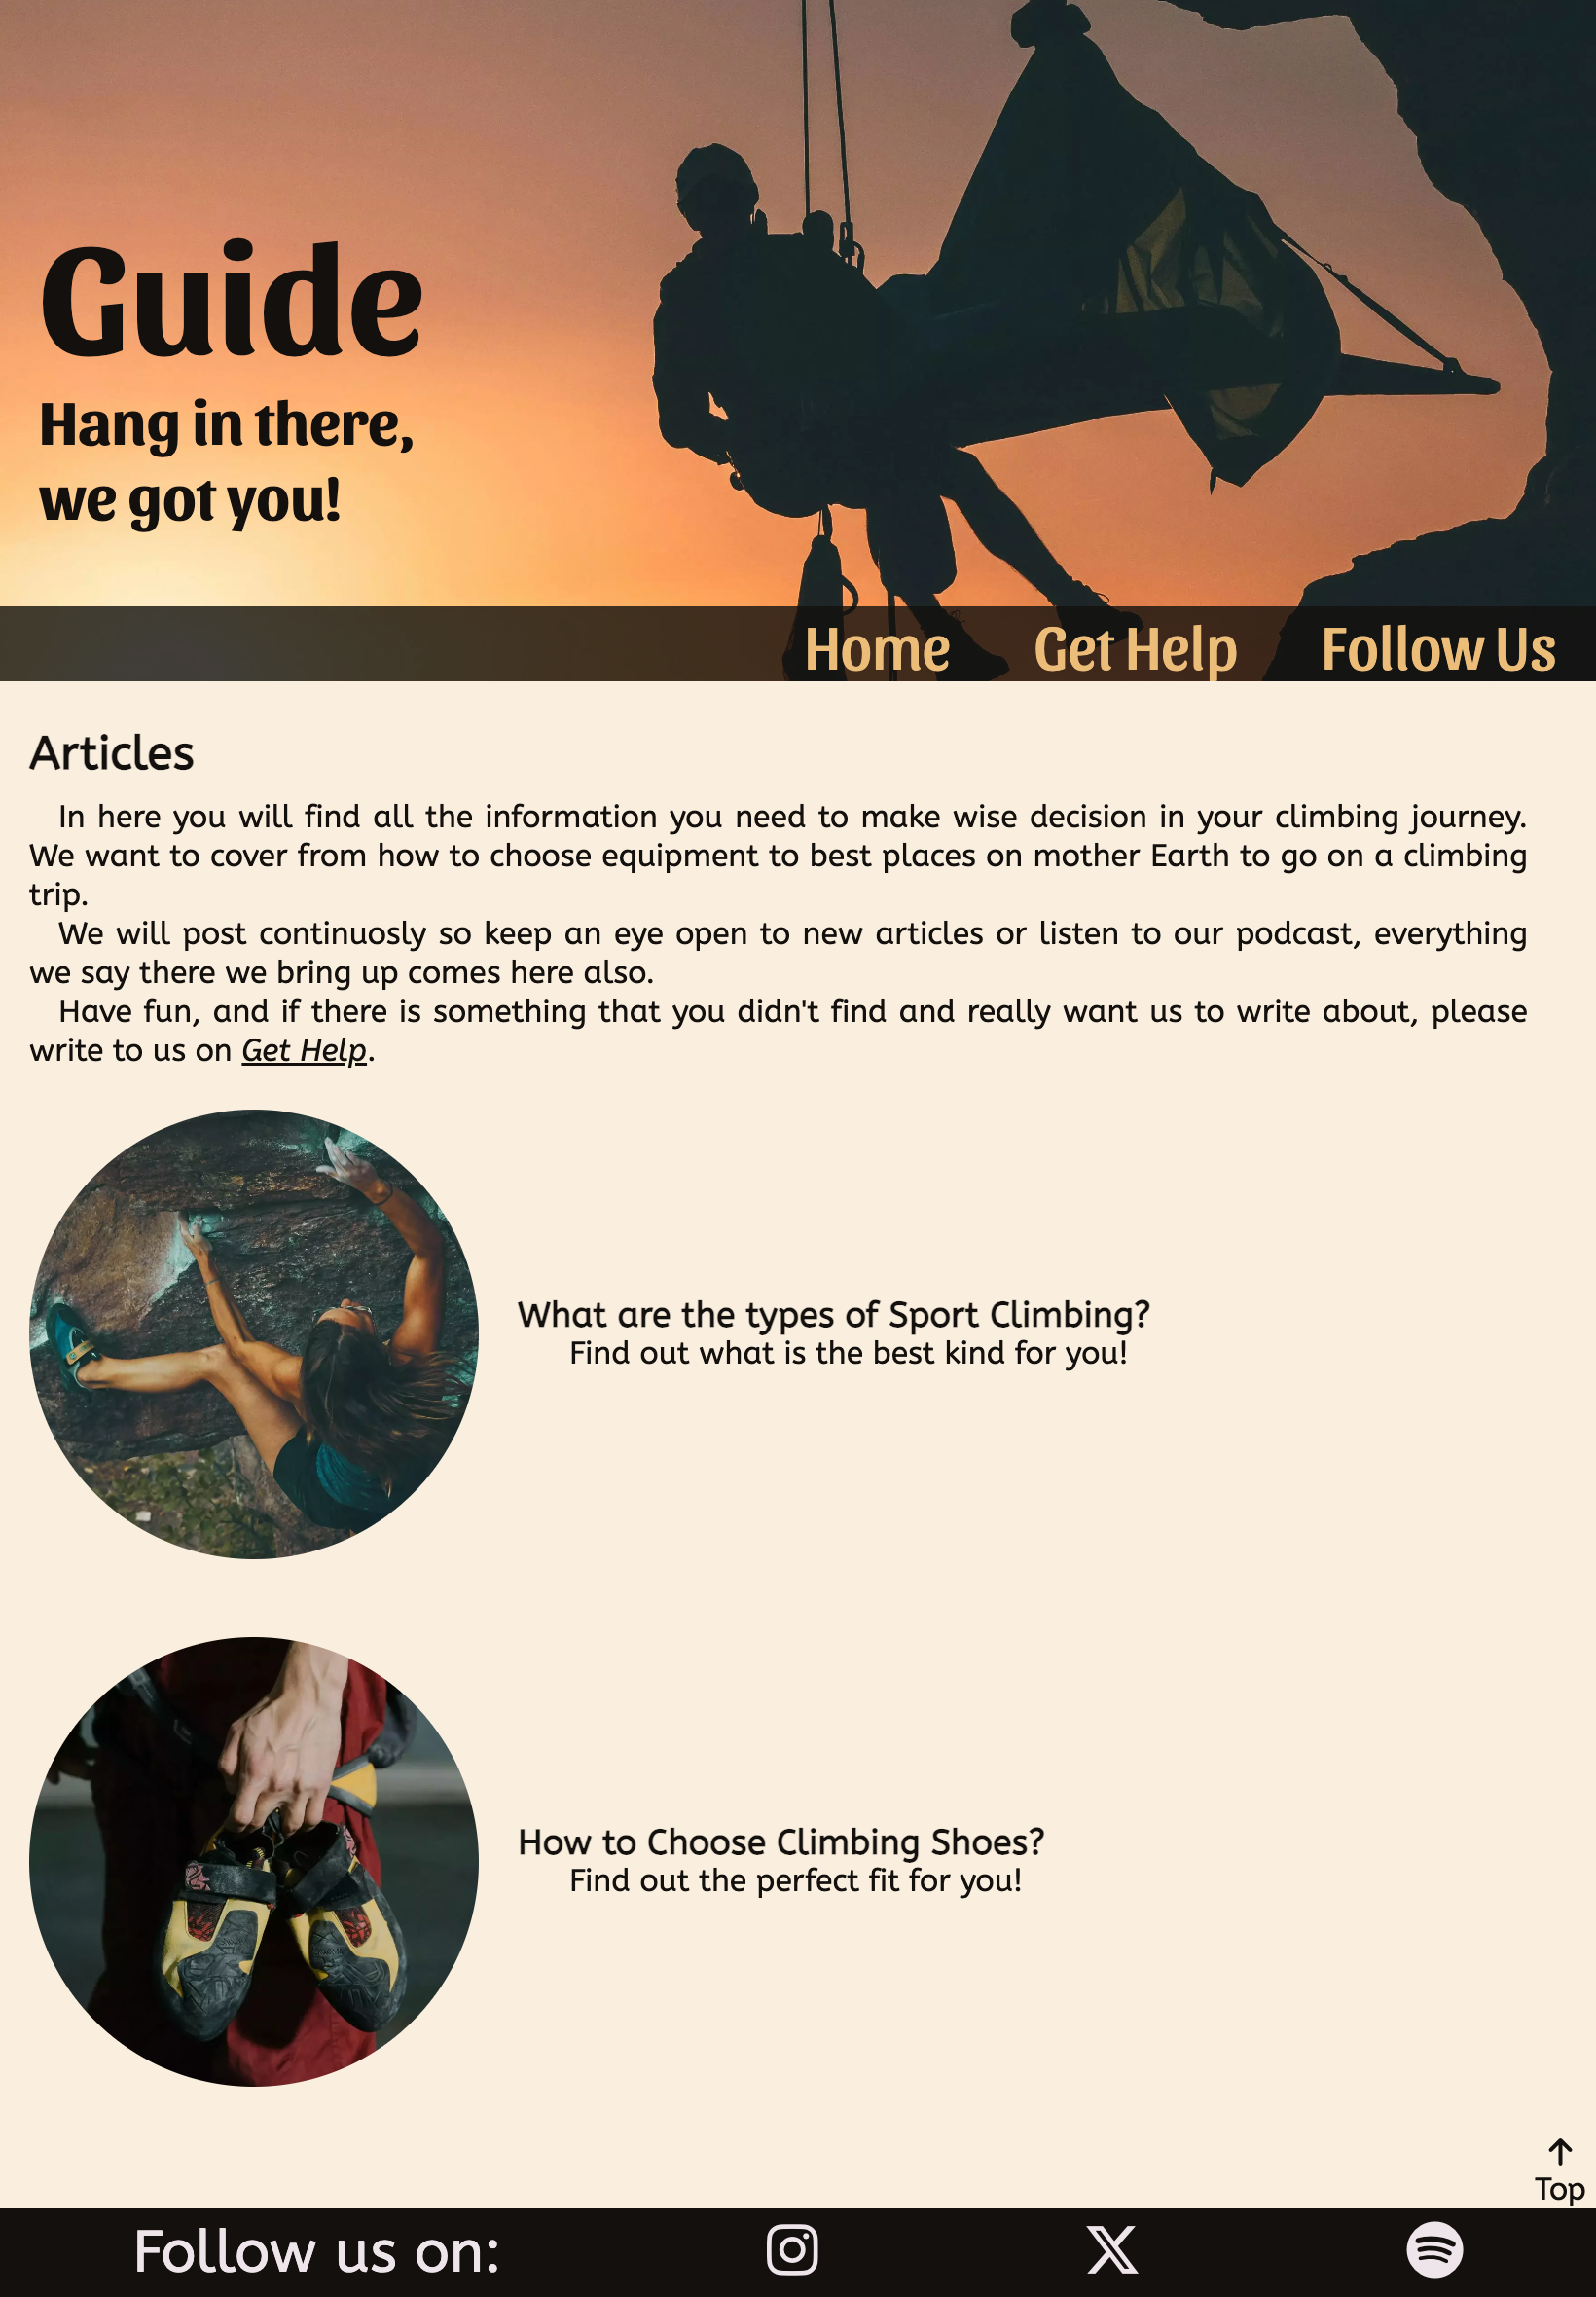 Guide
Hang in there,
we got you!
Home Get Help Follow Us
Articles
In here you will find all the information you need to make wise decision in your climbing journey.
We want to cover from how to choose equipment to best places on mother Earth to go on a climbing
trip.
We will post continuosly so keep an eye open to new articles or listen to our podcast, everything
we say there we bring up comes here also.
Have fun, and if there is something that you didn't find and really want us to write about, please
write to us on Get Help.
What are the types of Sport Climbing?
Find out what is the best kind for you!
How to Choose Climbing Shoes?
Find out the perfect fit for you!
Top
Follow us on: